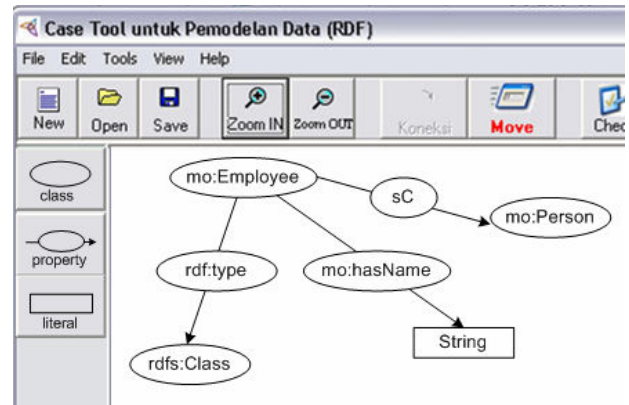 Case Tool untuk Pemodelan Data (RDF)
File Edit Tools View Help
New Open Save Zoom IN Zoom OUT Koneksi Move Chec
class
property
literal
mo:Employee
sC
mo:Person
rdf:type
mo:hasName
String
rdfs:Class